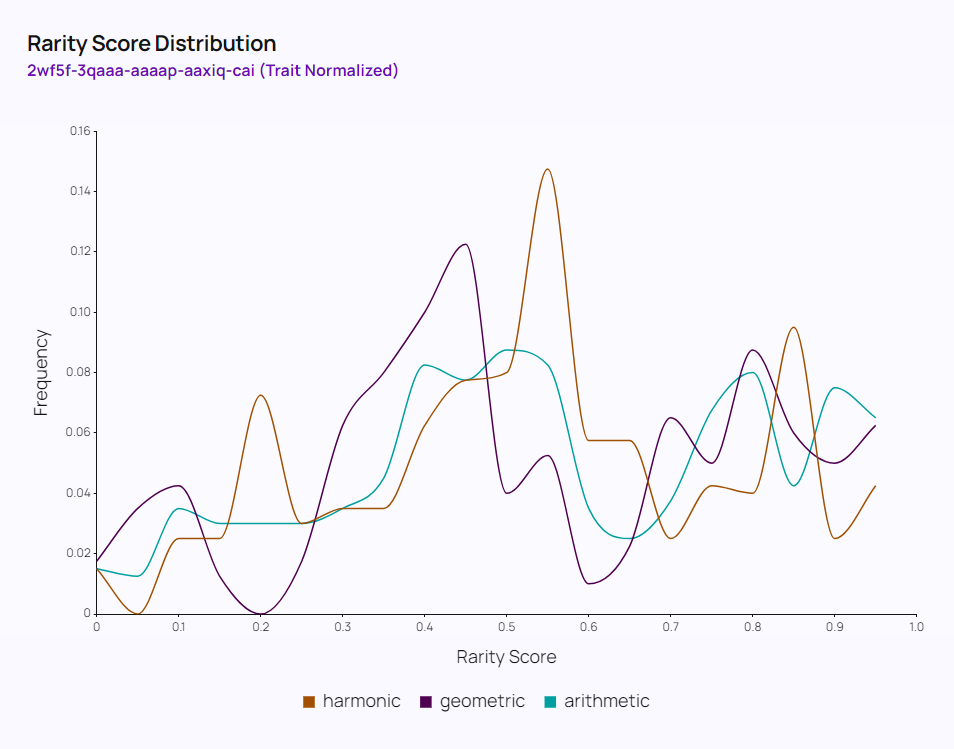 Rarity Score Distribution
2wf5f-3qaaa-aaaap-aaxiq-cai (Trait Normalized)
0.16
0.14
0.12
0.10
0.08
0.06
0.04
0.02
0
Frequency
0 0.1 0.2 0.3 0.4 0.5 0.6 0.7 0.8 0.9 1.0
Rarity Score
harmonic geometric arithmetic